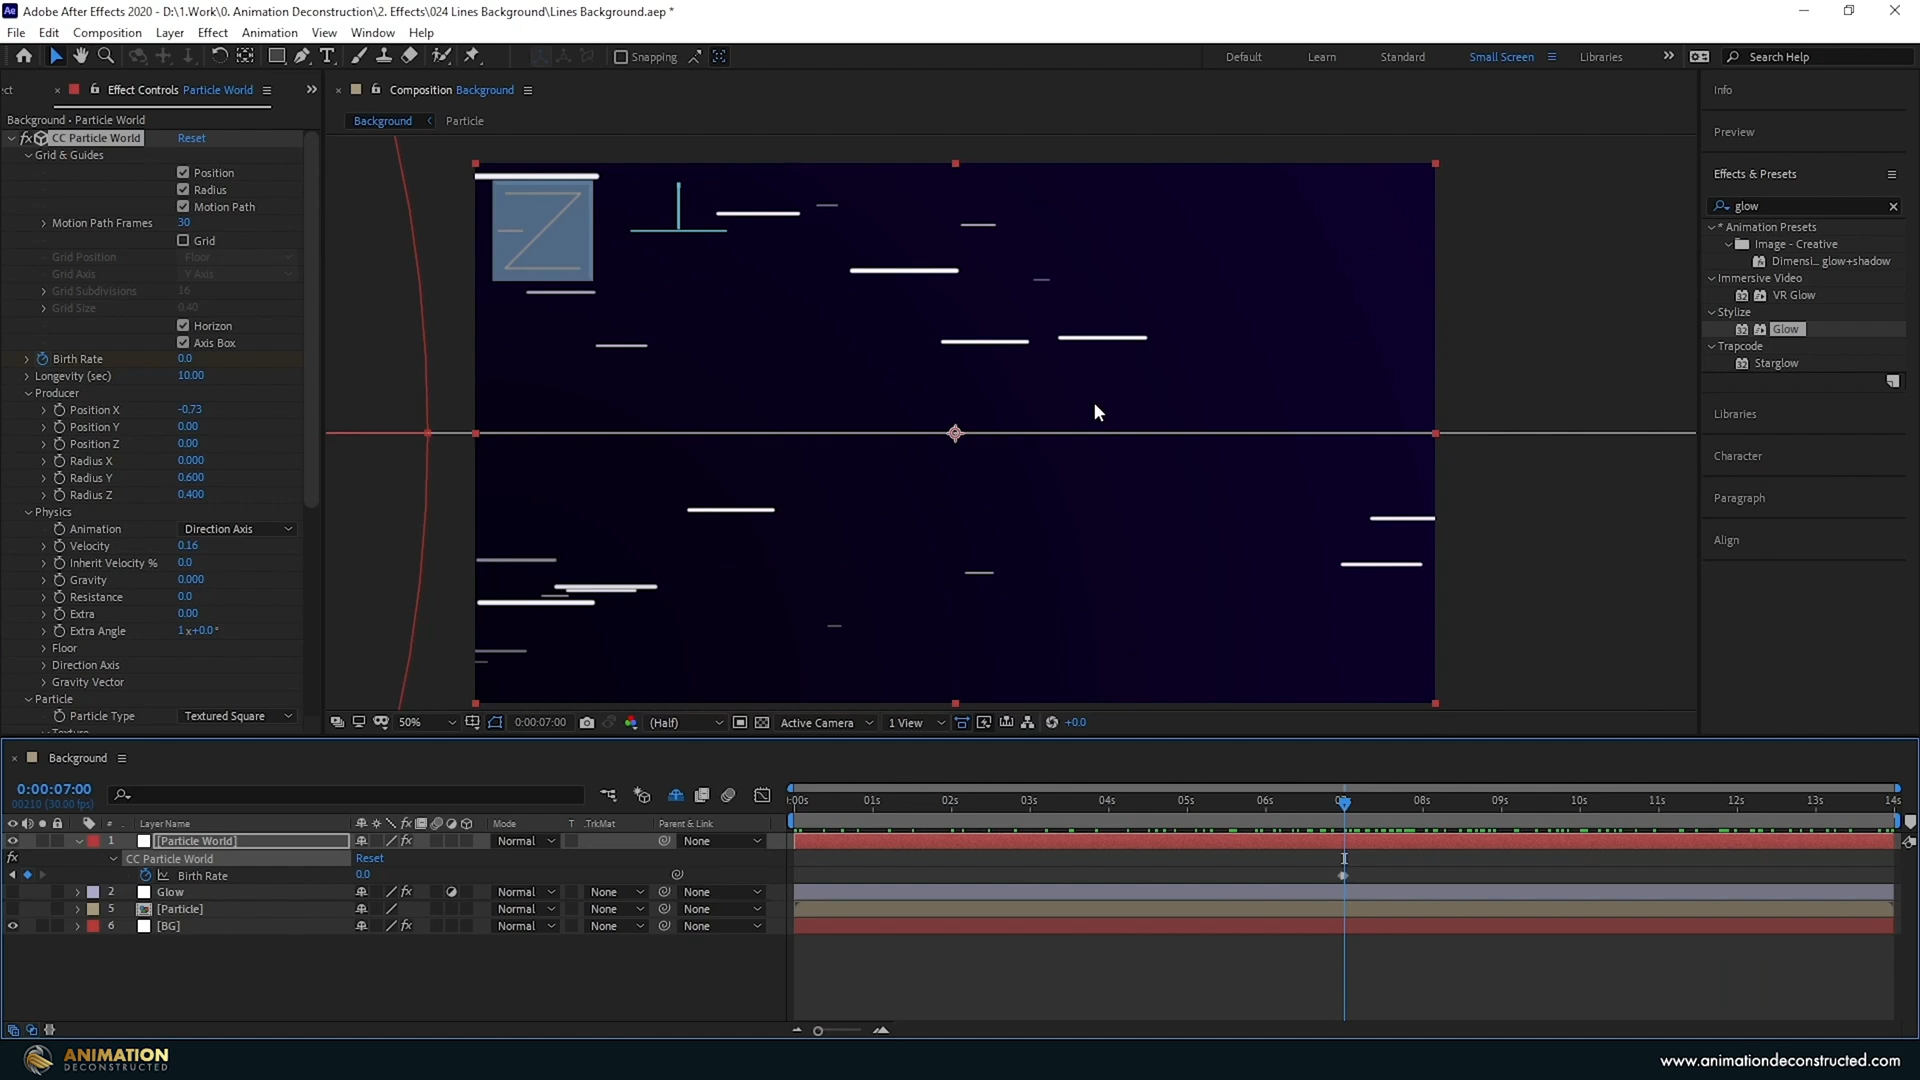 Adobe After Effects 2020 - D:\1.Work\0. Animation Deconstruction\2. Effects\024 Lines Background\Lines Background.aep *
File Edit Composition Layer Effect Animation View Window Help
Snapping Default Learn Standard Small Screen Libraries Search Help
ct Effect Controls Particle World
Background • Particle World
fx CC Particle World Reset
Grid & Guides
Position
Radius
Motion Path
Motion Path Frames 30
Grid
Grid Position Floor
Grid Axis Y Axis
Grid Subdivisions 16
Grid Size 0.40
Horizon
Axis Box
Birth Rate 0.0
Longevity (sec) 10.00
Producer
Position X -0.73
Position Y 0.00
Position Z 0.00
Radius X 0.000
Radius Y 0.600
Radius Z 0.400
Physics
Animation Direction Axis
Velocity 0.16
Inherit Velocity % 0.0
Gravity 0.000
Resistance 0.0
Extra 0.00
Extra Angle 1x+0.0°
Floor
Direction Axis
Gravity Vector
Particle
Particle Type Textured Square
Composition Background
Background Particle
50% 0:00:07:00 (Half) Active Camera 1 View +0.0
Info
Preview
Effects & Presets
glow
* Animation Presets
Image - Creative
Dimensi... glow+shadow
Immersive Video
32 VR Glow
Stylize
32 Glow
Trapcode
32 Starglow
Libraries
Character
Paragraph
Align
Background
0:00:07:00
00210 (30.00 fps)
:00s 01s 02s 03s 04s 05s 06s 08s 09s 10s 11s 12s 13s 14s
# Layer Name fx Mode T .TrkMat Parent & Link
1 [Particle World] fx Normal None
fx CC Particle World Reset
Birth Rate 0.0
2 Glow fx Normal None None
5 [Particle] Normal None None
6 [BG] fx Normal None None
ANIMATION
DECONSTRUCTED
www.animationdeconstructed.com